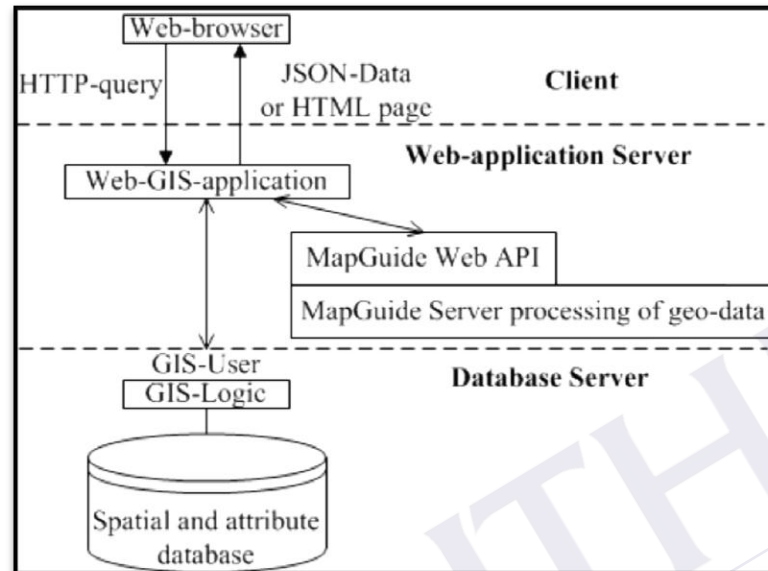 Web-browser
HTTP-query
JSON-Data
or HTML page
Client
Web-application Server
Web-GIS-application
MapGuide Web API
MapGuide Server processing of geo-data
GIS-User
GIS-Logic
Database Server
Spatial and attribute
database